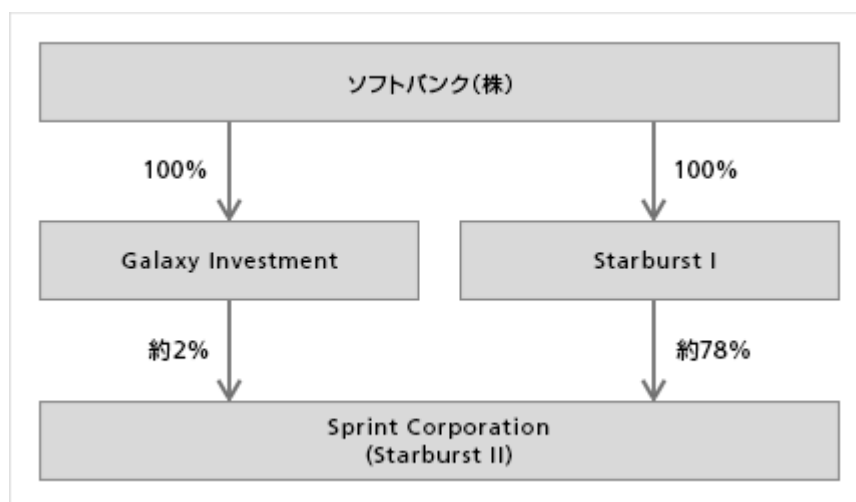 ソフトバンク(株)
100%
100%
Galaxy Investment
Starburst I
約2%
約78%
Sprint Corporation
(Starburst II)